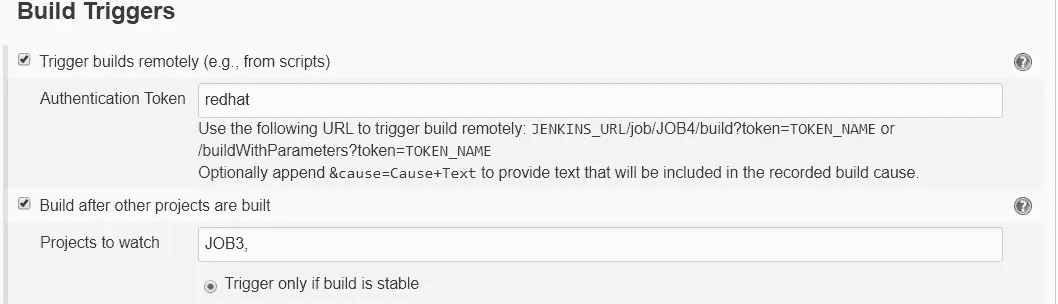 Build Triggers
Trigger builds remotely (e.g., from scripts)
Authentication Token redhat
Use the following URL to trigger build remotely: JENKINS_URL/job/JOB4/build?token=TOKEN_NAME or
/buildWithParameters?token=TOKEN_NAME
Optionally append &cause=Cause+Text to provide text that will be included in the recorded build cause.
Build after other projects are built
Projects to watch JOB3,
Trigger only if build is stable